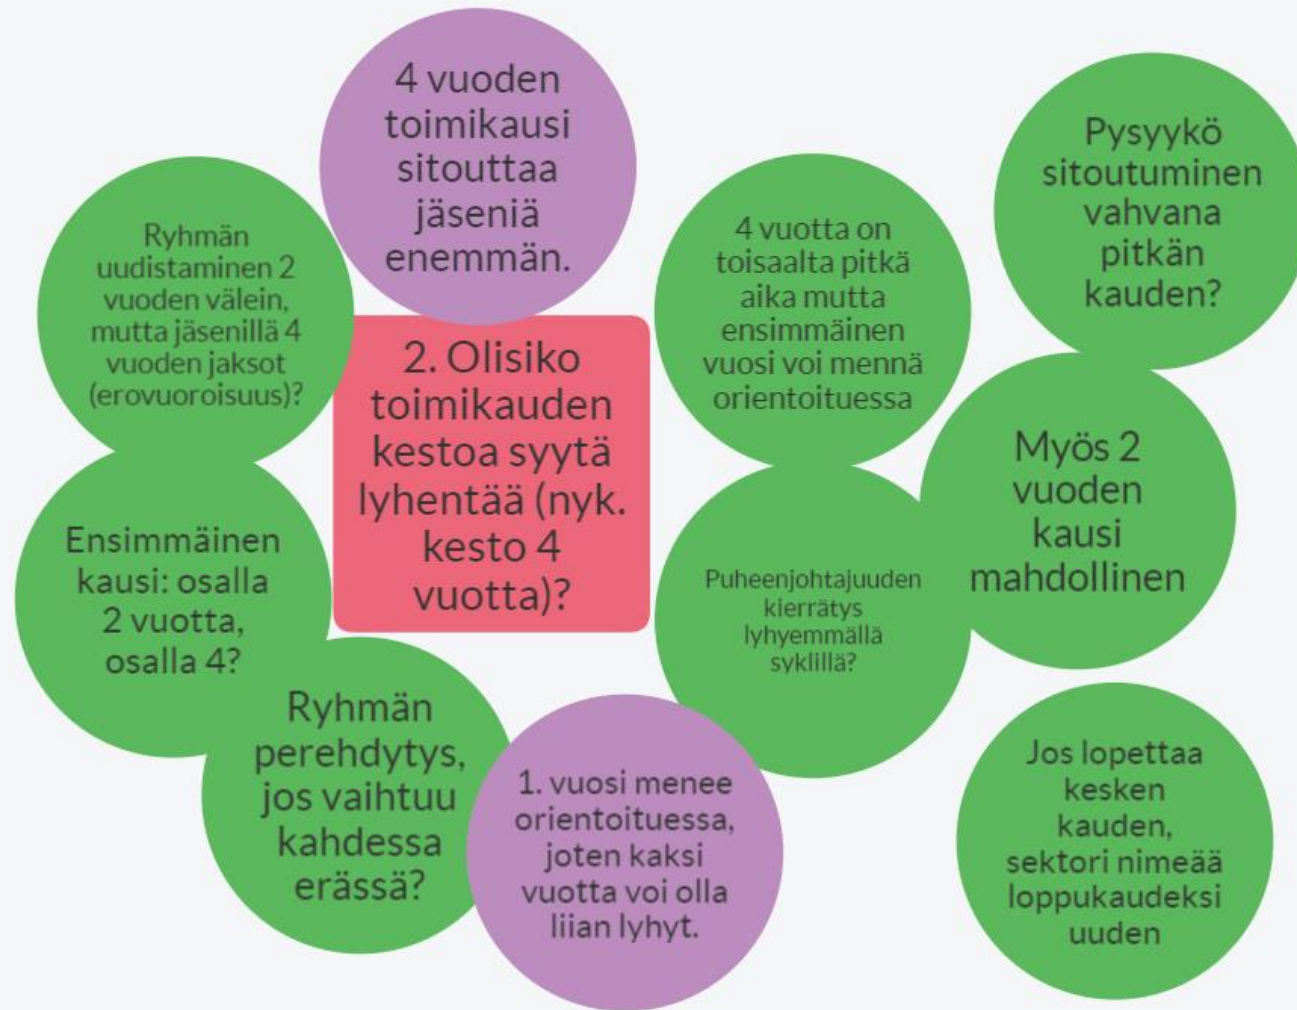 4 vuoden
toimikausi
sitouttaa
jäseniä
enemmän.
Ryhmän
uudistaminen 2
vuoden välein,
mutta jäsenillä 4
vuoden jaksot
(erovuoroisuus)?
2. Olisiko
toimikauden
kestoa syytä
lyhentää (nyk.
kesto 4
vuotta)?
4 vuotta on
toisaalta pitkä
aika mutta
ensimmäinen
vuosi voi mennä
orientoituessa
Pysyykö
sitoutuminen
vahvana
pitkän
kauden?
Ensimmäinen
kausi: osalla
2 vuotta,
osalla 4?
Puheenjohtajuuden
kierrätys
lyhyemmällä
syklillä?
Myös 2
vuoden
kausi
mahdollinen
Ryhmän
perehdytys,
jos vaihtuu
kahdessa
erässä?
1. vuosi menee
orientoituessa,
joten kaksi
vuotta voi olla
liian lyhyt.
Jos lopettaa
kesken
kauden,
sektori nimeää
loppukaudeksi
uuden